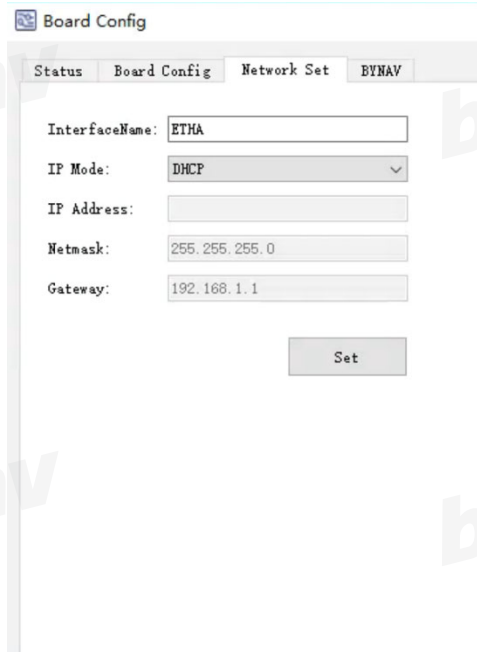 Board Config
Status Board Config Network Set BYNAV
InterfaceName: ETHA
IP Mode: DHCP
IP Address:
Netmask: 255.255.255.0
Gateway: 192.168.1.1
Set